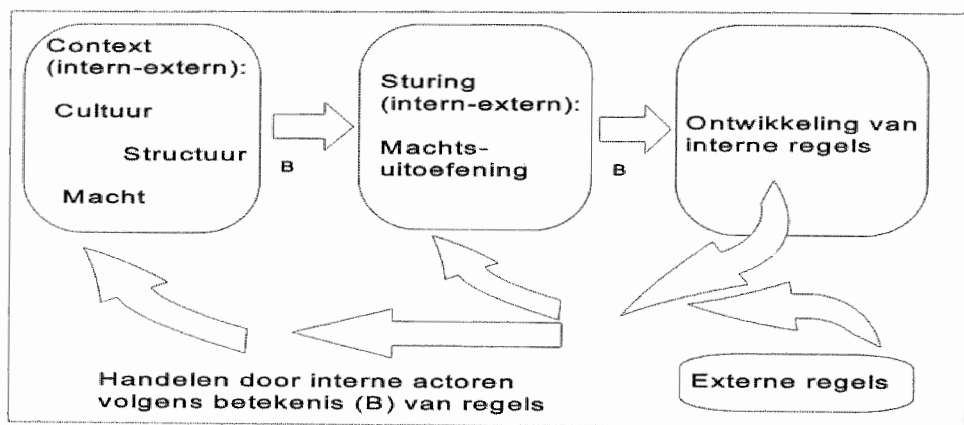 Context
(intern-extern):
Cultuur
Structuur
Macht
B
Sturing
(intern-extern):
Machts-
uitoefening
B
Ontwikkeling van
interne regels
Handelen door interne actoren
volgens betekenis (B) van regels
Externe regels